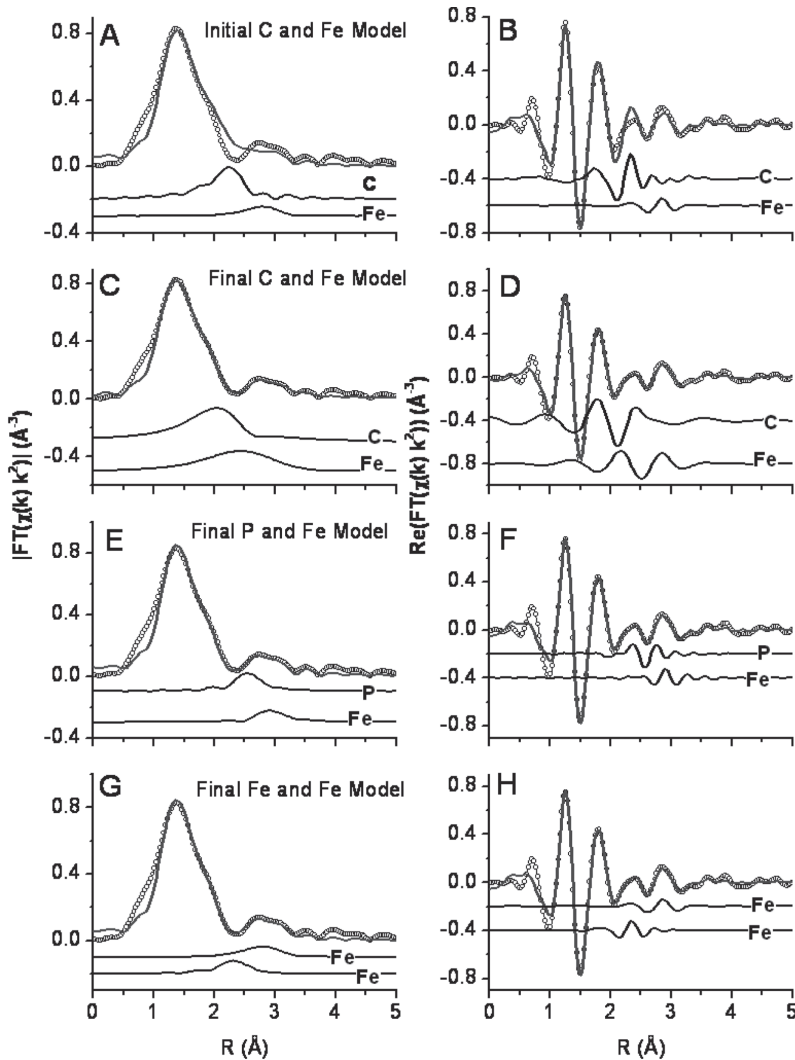 A
Initial C and Fe Model
0.8
0.4
0.0
-0.4
C
Fe
B
0.8
0.4
0.0
-0.4
-0.8
C
Fe
C
Final C and Fe Model
0.8
0.4
0.0
-0.4
C
Fe
D
0.8
0.4
0.0
-0.4
-0.8
C
Fe
|FT(χ(k) k²)| (Å⁻³)
Re(FT(χ(k) k²)) (Å⁻³)
E
Final P and Fe Model
0.8
0.4
0.0
-0.4
P
Fe
F
0.8
0.4
0.0
-0.4
-0.8
P
Fe
G
Final Fe and Fe Model
0.8
0.4
0.0
Fe
Fe
0 1 2 3 4 5
R (Å)
H
0.8
0.4
0.0
-0.4
-0.8
Fe
Fe
0 1 2 3 4 5
R (Å)